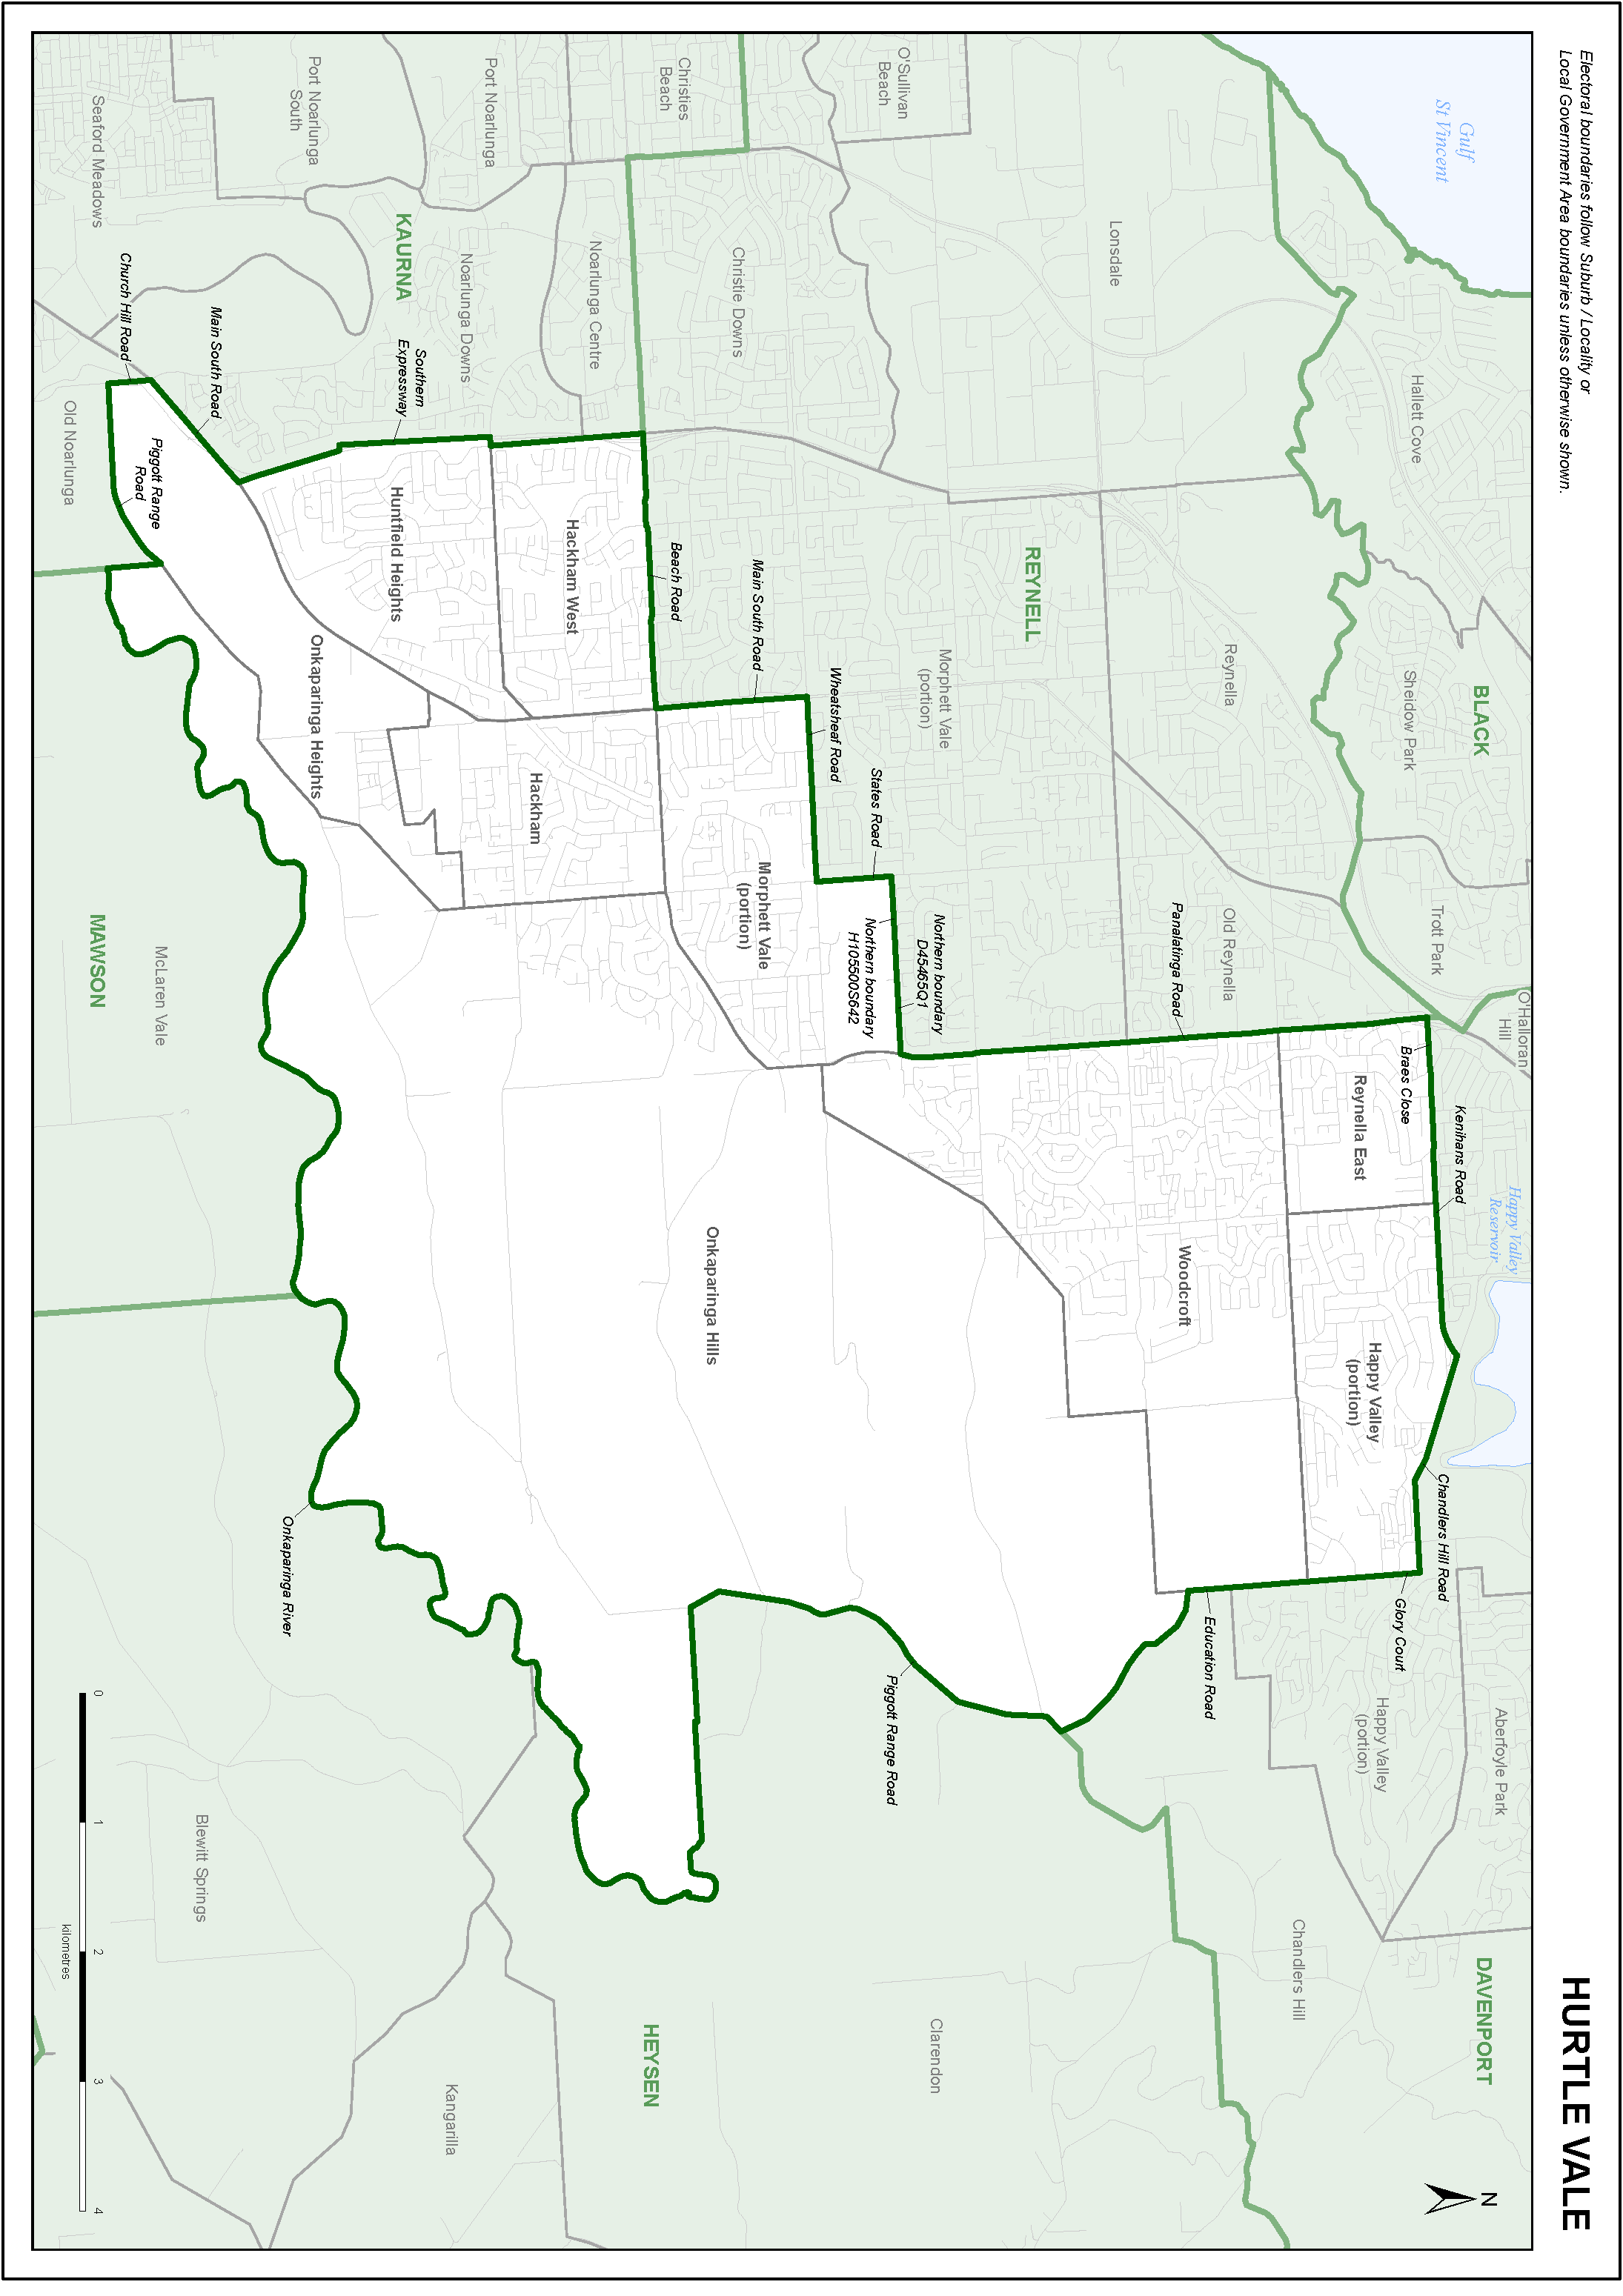 HURTLE VALE
Electoral boundaries follow Suburb / Locality or
Local Government Area boundaries unless otherwise shown.
N
Gulf
St Vincent
Hallett Cove
BLACK
Sheidow Park
Trott Park
O'Halloran
Hill
Happy Valley
Reservoir
Kenihans Road
Braes Close
Reynella East
Happy Valley
(portion)
Chandlers Hill Road
Glory Court
Aberfoyle Park
Happy Valley
(portion)
DAVENPORT
Chandlers Hill
Education Road
Lonsdale
REYNELL
Reynella
Old Reynella
Panalatinga Road
Woodcroft
O'Sullivan
Beach
Morphett Vale
(portion)
Northern boundary
D45465Q1
Northern boundary
H105500S642
States Road
Wheatsheaf Road
Main South Road
Piggott Range Road
Clarendon
Christies
Beach
Christie Downs
Beach Road
Morphett Vale
(portion)
Onkaparinga Hills
HEYSEN
Port Noarlunga
Noarlunga Centre
Noarlunga Downs
Hackham West
Hackham
Kangarilla
KAURNA
Southern
Expressway
Huntfield Heights
Port Noarlunga
South
Onkaparinga Heights
Onkaparinga River
Main South Road
Seaford Meadows
Church Hill Road
Piggott Range
Road
Old Noarlunga
McLaren Vale
MAWSON
Blewitt Springs
0 1 2 3 4
kilometres